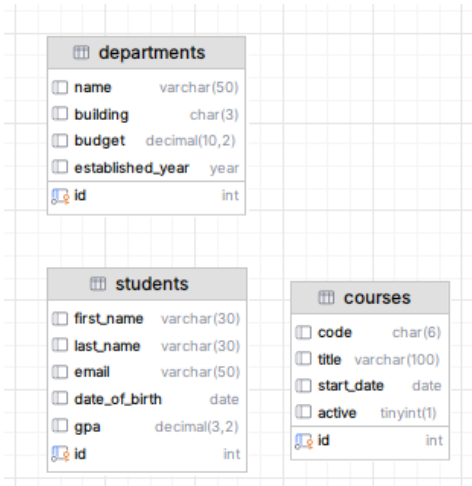 departments
name varchar(50)
building char(3)
budget decimal(10,2)
established_year year
id int
students
first_name varchar(30)
last_name varchar(30)
email varchar(50)
date_of_birth date
gpa decimal(3,2)
id int
courses
code char(6)
title varchar(100)
start_date date
active tinyint(1)
id int